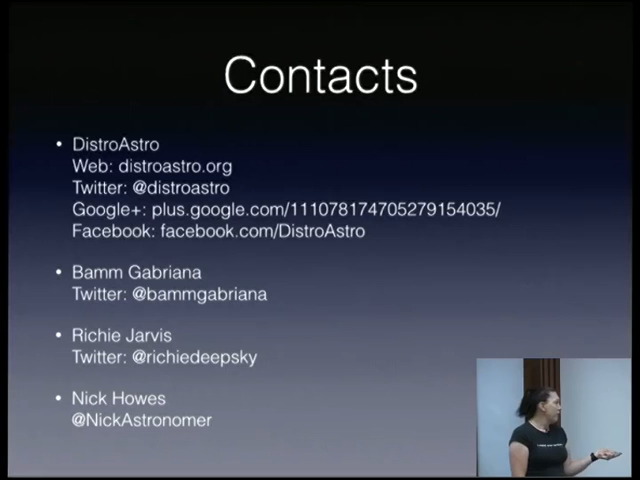 Contacts
• DistroAstro
Web: distroastro.org
Twitter: @distroastro
Google+: plus.google.com/111078174705279154035/
Facebook: facebook.com/DistroAstro
• Bamm Gabriana
Twitter: @bammgabriana
• Richie Jarvis
Twitter: @richiedeepsky
• Nick Howes
@NickAstronomer